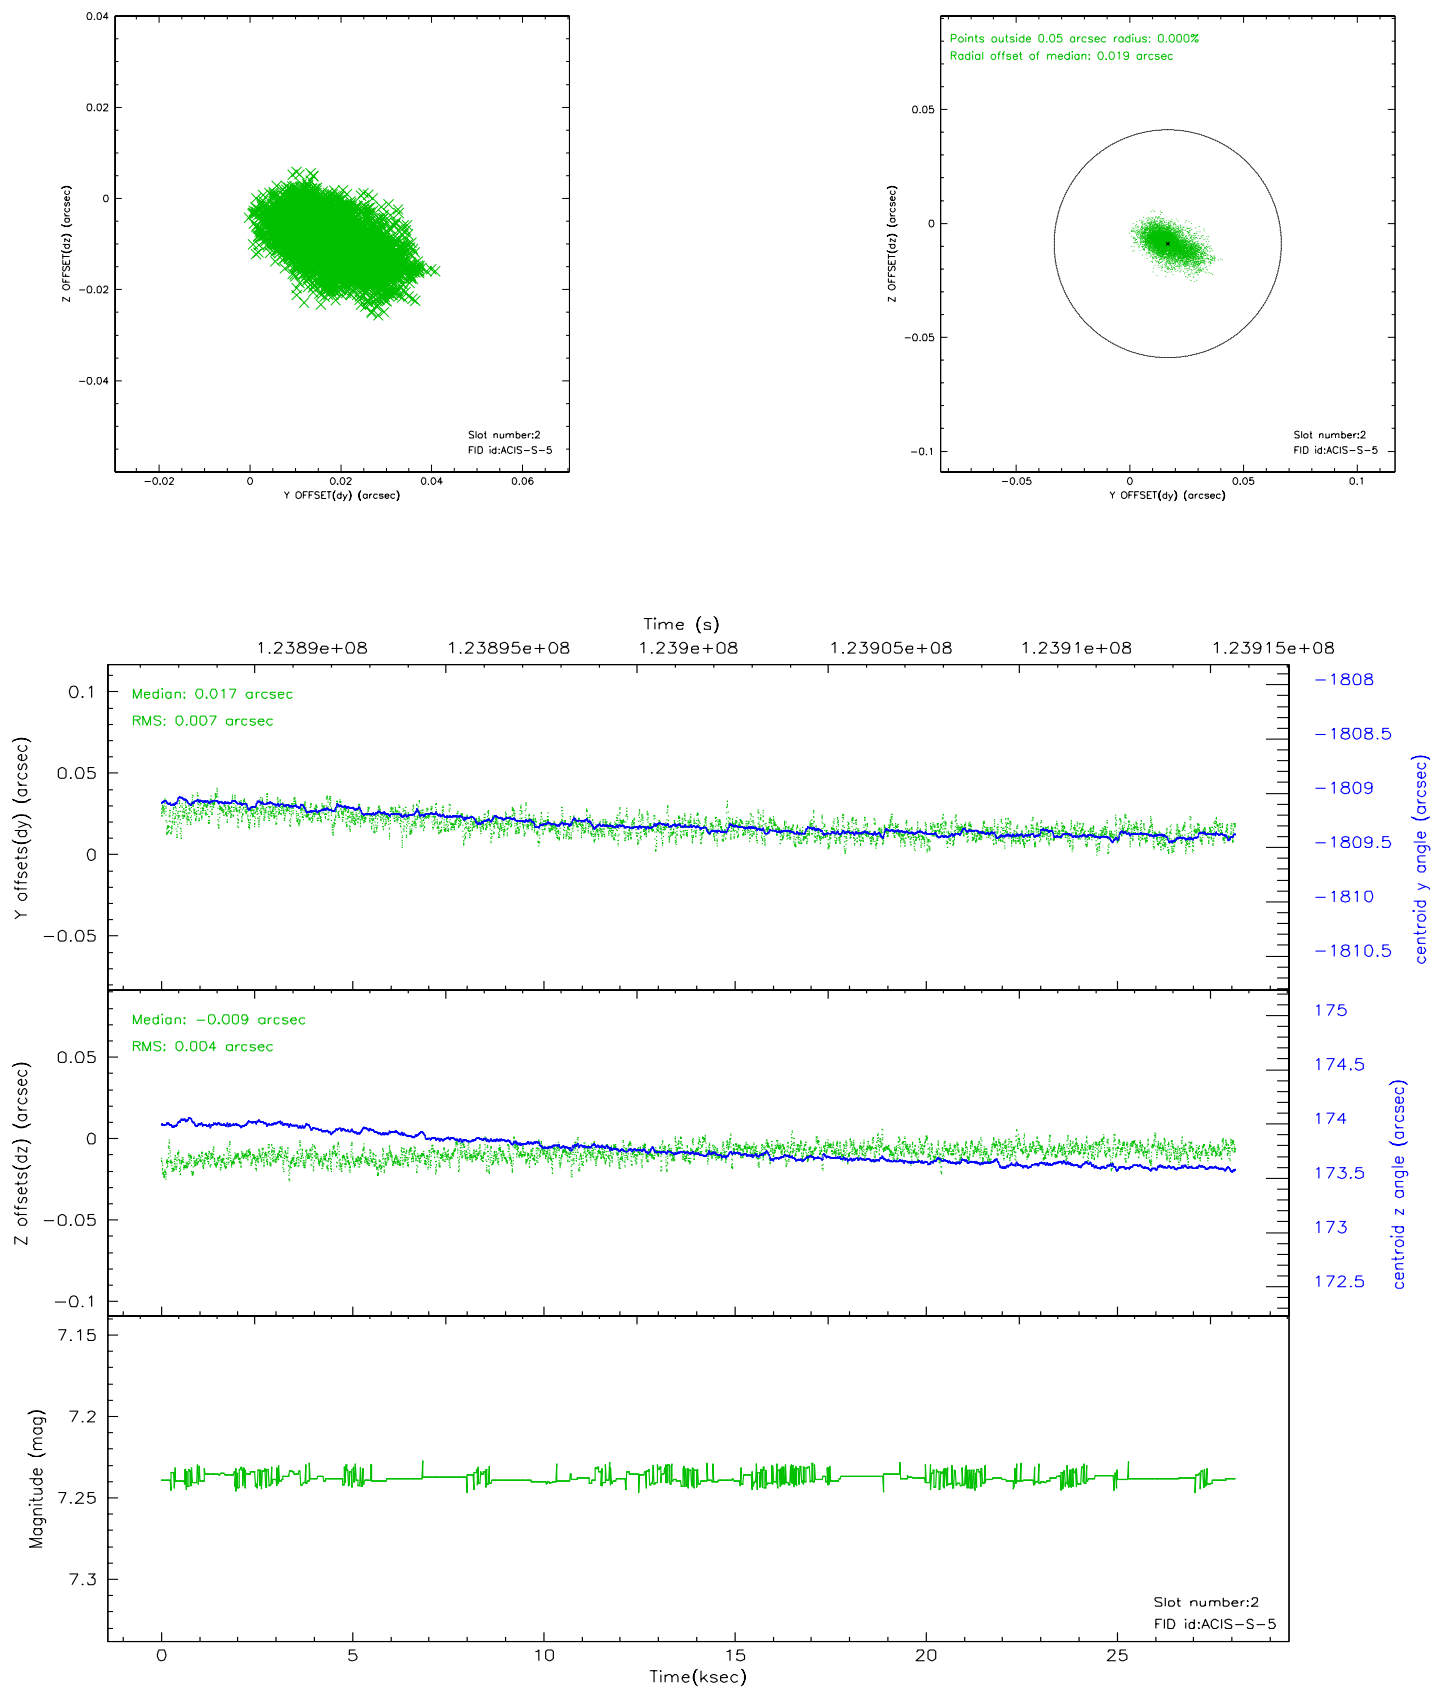 0.04
0.02
0
−0.02
−0.04
Z OFFSET(dz) (arcsec)
Slot number:2
FID id:ACIS−S−5
−0.02 0 0.02 0.04 0.06
Y OFFSET(dy) (arcsec)
Points outside 0.05 arcsec radius: 0.000%
Radial offset of median: 0.019 arcsec
0.05
0
−0.05
−0.1
Z OFFSET(dz) (arcsec)
Slot number:2
FID id:ACIS−S−5
−0.05 0 0.05 0.1
Y OFFSET(dy) (arcsec)
Time (s)
1.2389e+08 1.23895e+08 1.239e+08 1.23905e+08 1.2391e+08 1.23915e+08
Median: 0.017 arcsec
RMS: 0.007 arcsec
0.1
0.05
0
−0.05
Y offsets(dy) (arcsec)
−1808
−1808.5
−1809
−1809.5
−1810
−1810.5
centroid y angle (arcsec)
Median: −0.009 arcsec
RMS: 0.004 arcsec
0.05
0
−0.05
−0.1
Z offsets(dz) (arcsec)
175
174.5
174
173.5
173
172.5
centroid z angle (arcsec)
7.15
7.2
7.25
7.3
Magnitude (mag)
Slot number:2
FID id:ACIS−S−5
0 5 10 15 20 25
Time(ksec)